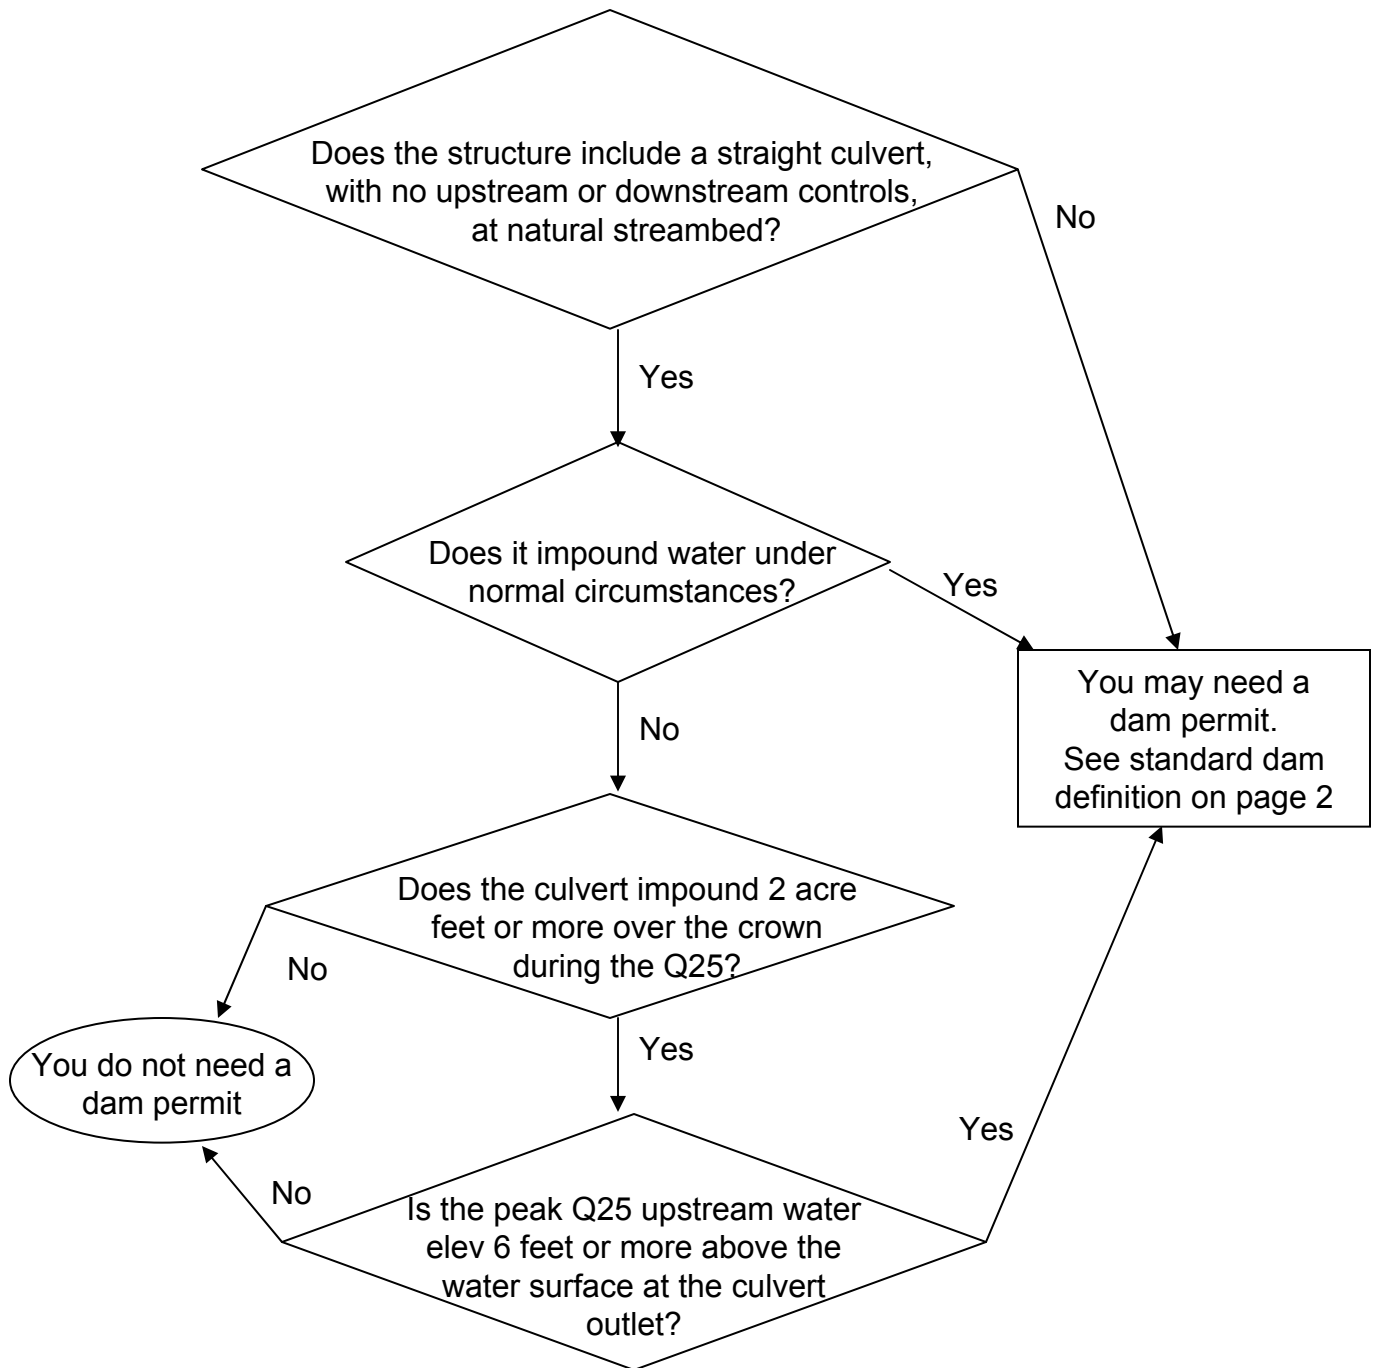 Does the structure include a straight culvert,
with no upstream or downstream controls,
at natural streambed?
No
Yes
Does it impound water under
normal circumstances?
Yes
No
You may need a
dam permit.
See standard dam
definition on page 2
Does the culvert impound 2 acre
feet or more over the crown
during the Q25?
No
Yes
You do not need a
dam permit
Yes
No
Is the peak Q25 upstream water
elev 6 feet or more above the
water surface at the culvert
outlet?